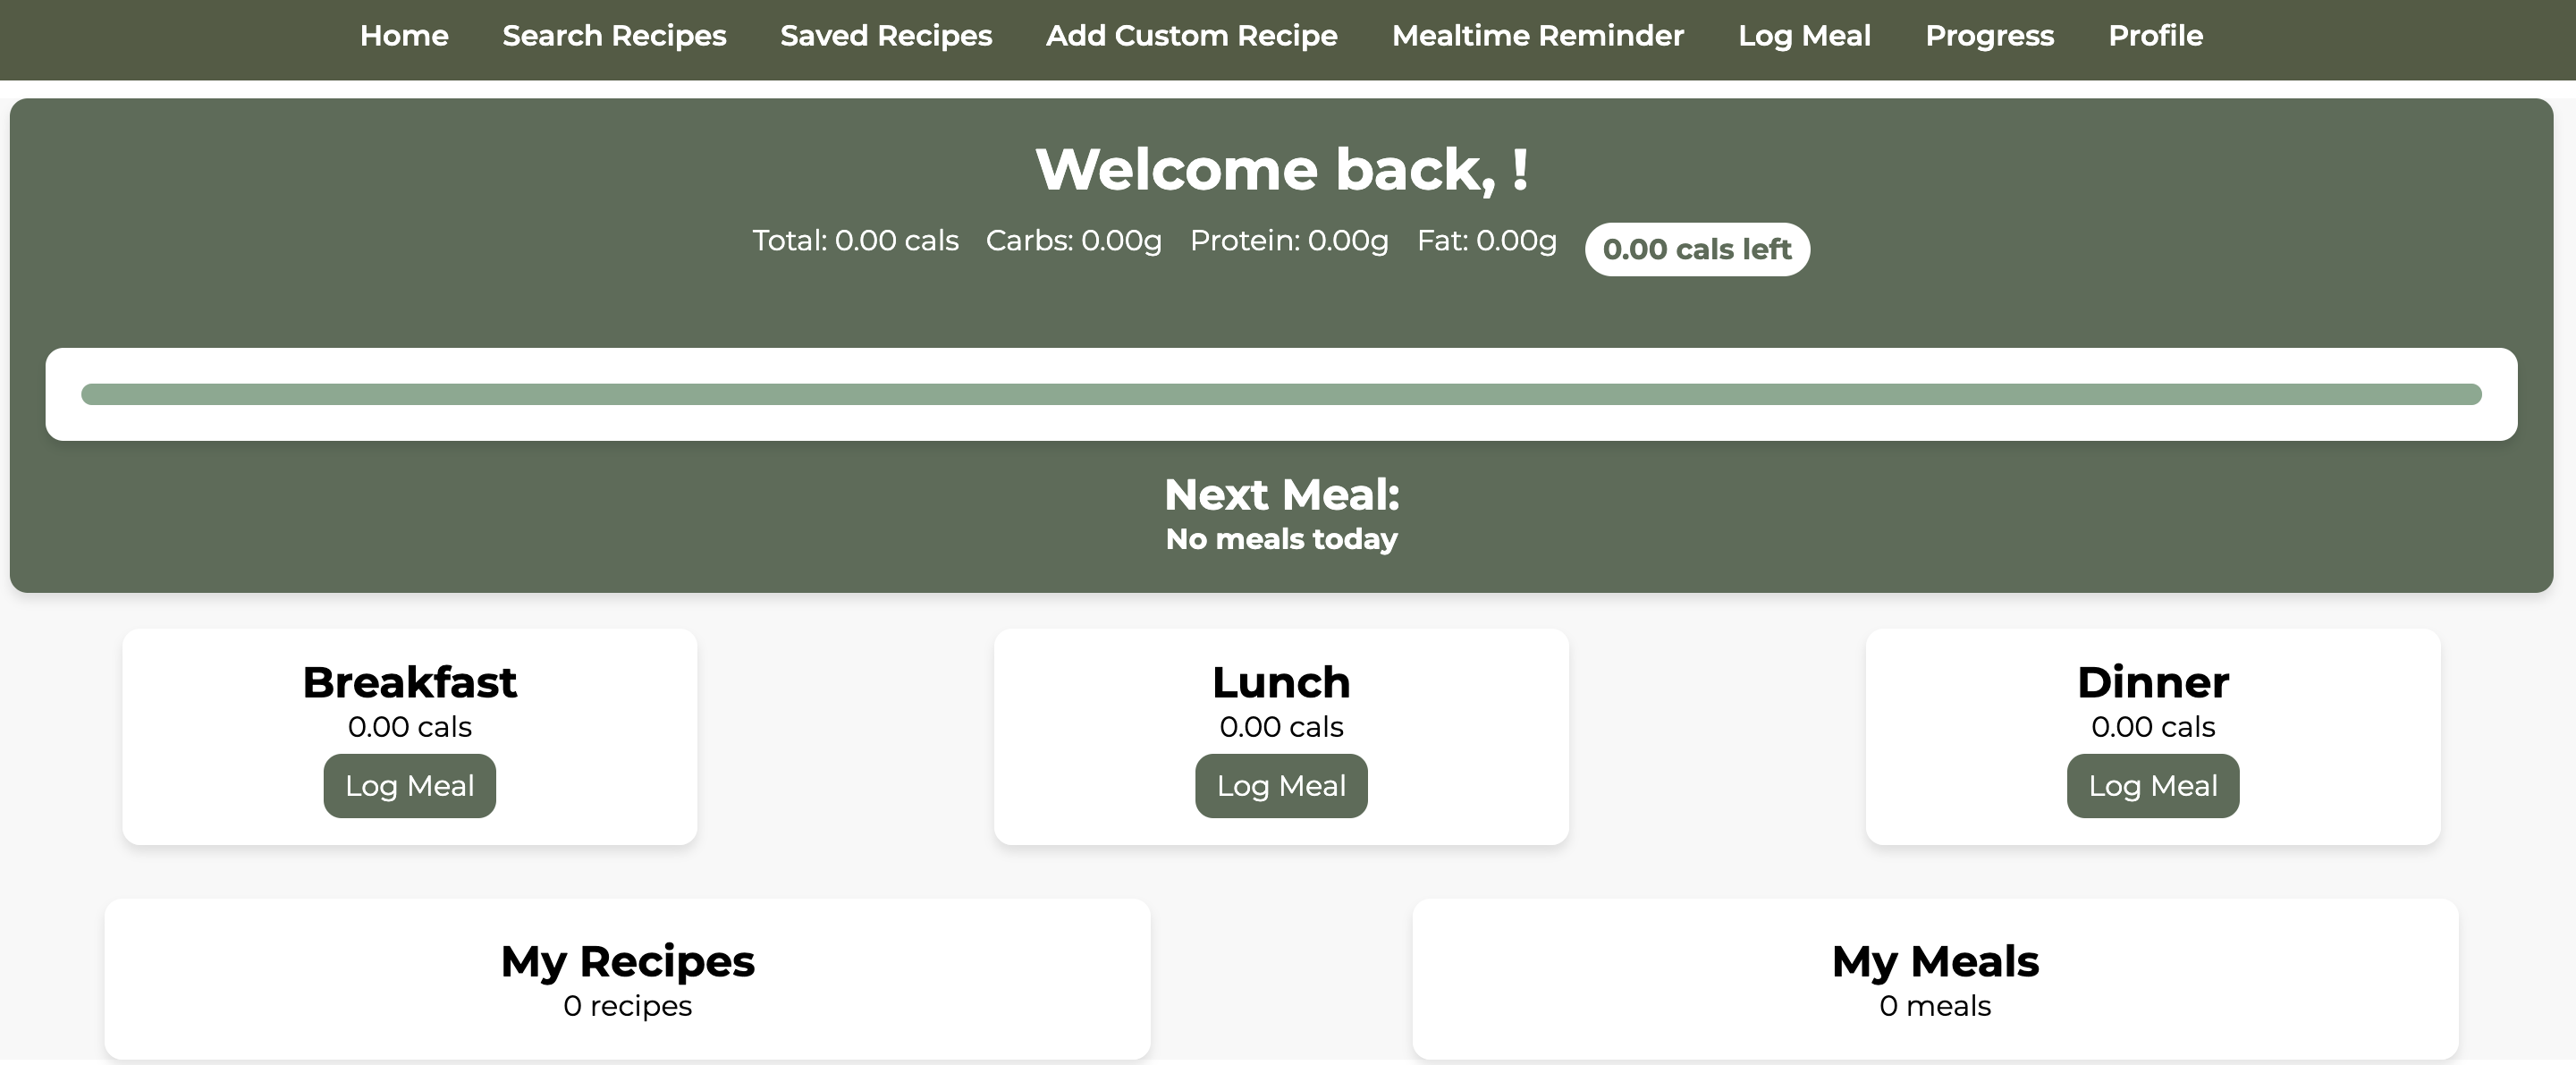 Home Search Recipes Saved Recipes Add Custom Recipe Mealtime Reminder Log Meal Progress Profile
Welcome back, !
Total: 0.00 cals Carbs: 0.00g Protein: 0.00g Fat: 0.00g 0.00 cals left
Next Meal:
No meals today
Breakfast
0.00 cals
Log Meal
Lunch
0.00 cals
Log Meal
Dinner
0.00 cals
Log Meal
My Recipes
0 recipes
My Meals
0 meals